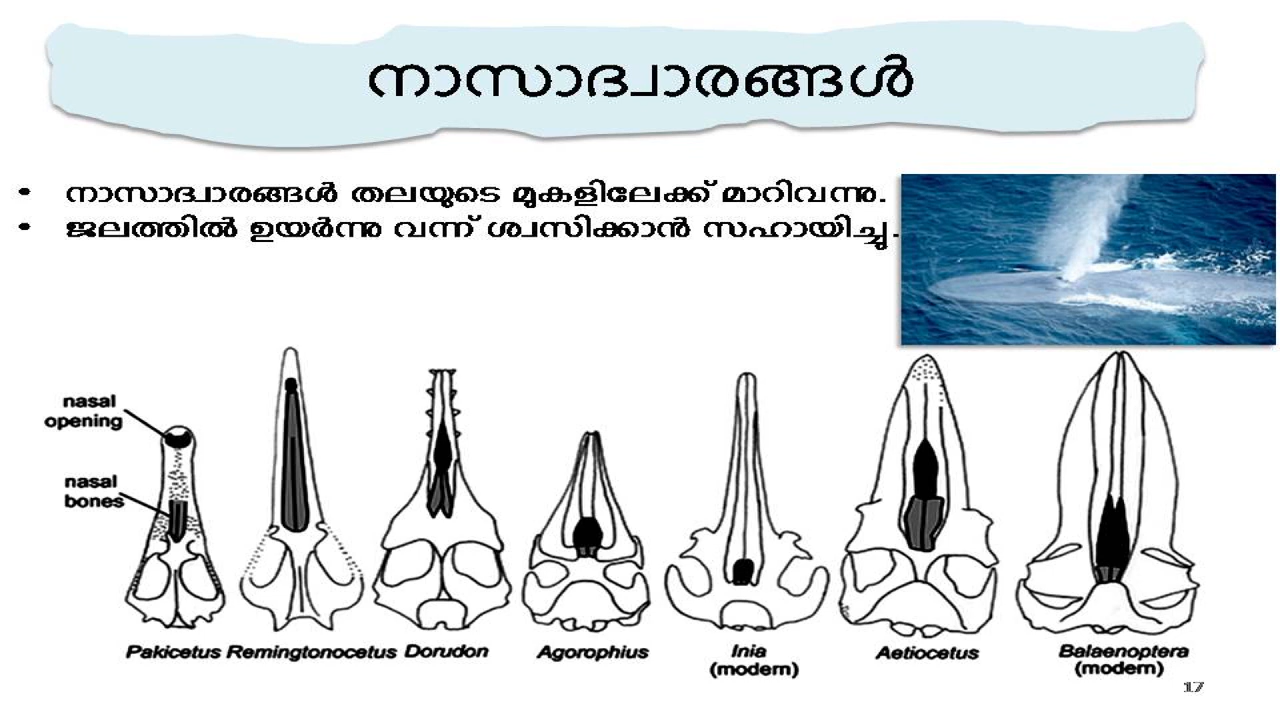 നാസാദ്വാരങ്ങൾ
• നാസാദ്വാരങ്ങൾ തലയുടെ മുകളിലേക്ക് മാറിവന്നു.
• ജലത്തിൽ ഉയർന്നു വന്ന് ശ്വസിക്കാൻ സഹായിച്ചു.
nasal
opening
nasal
bones
Pakicetus Remingtonocetus Dorudon Agorophius Inia Aetiocetus Balaenoptera
(modern) (modern)
17